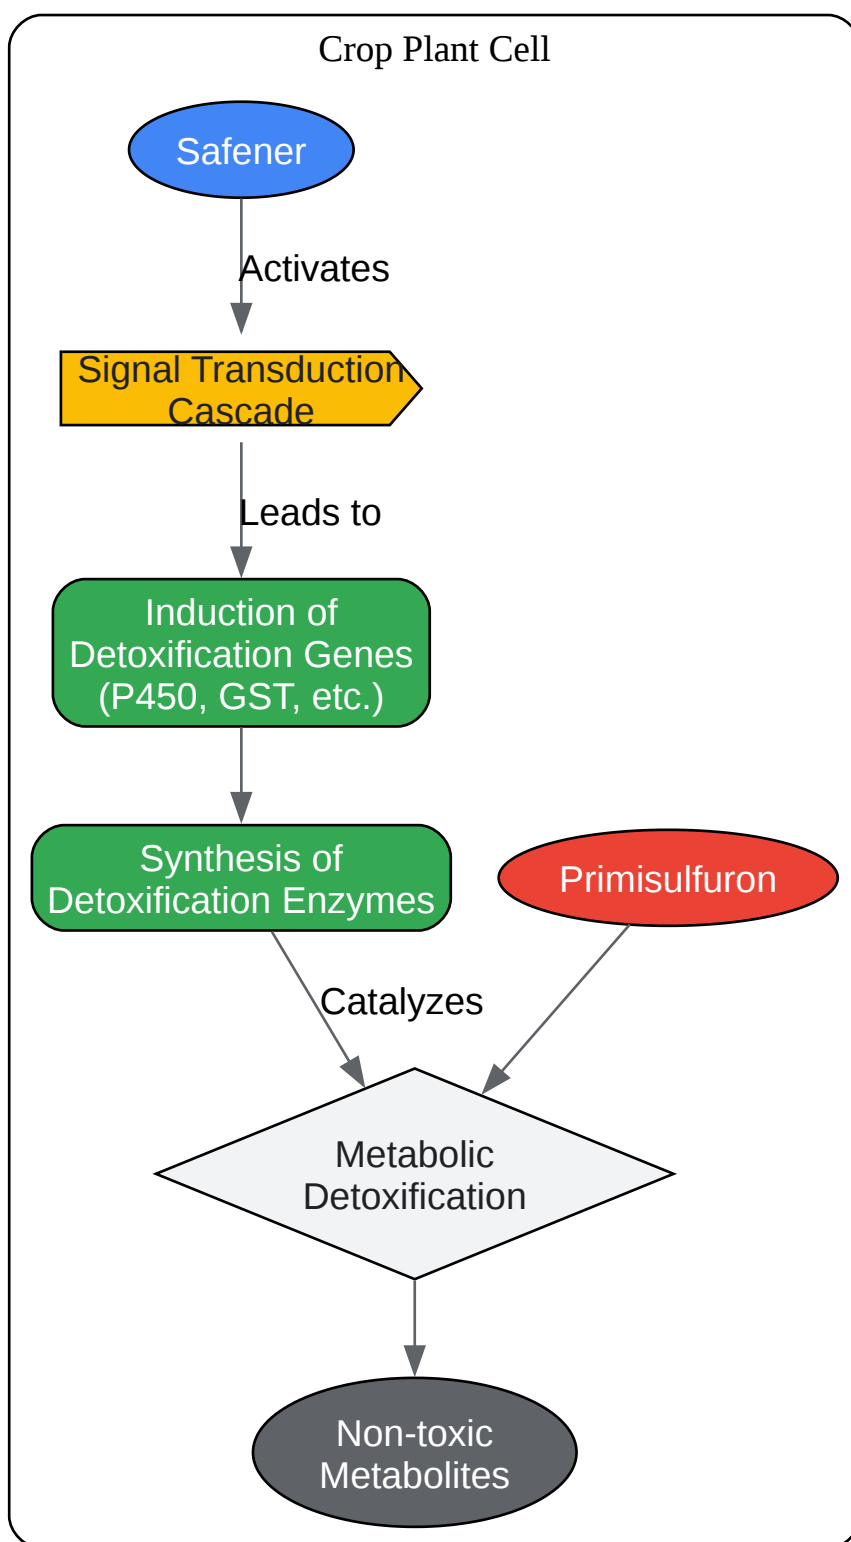 Crop Plant Cell
Safener
Activates
Signal Transduction
Cascade
Leads to
Induction of
Detoxification Genes
(P450, GST, etc.)
Synthesis of
Detoxification Enzymes
Primisulfuron
Catalyzes
Metabolic
Detoxification
Non-toxic
Metabolites